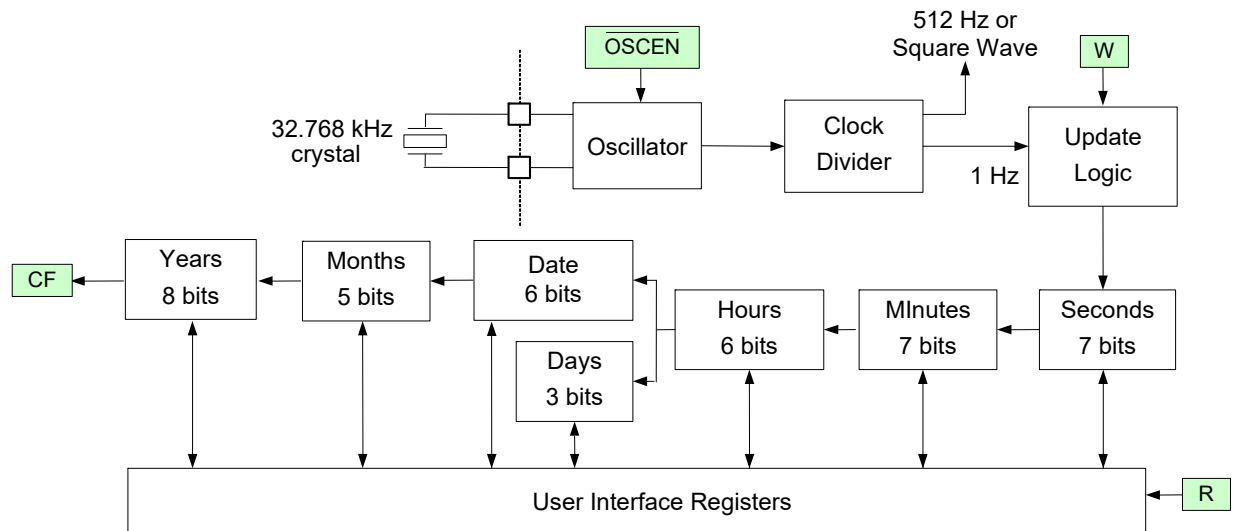 512 Hz or
Square Wave
OSCEN
W
32.768 kHz
crystal
Oscillator
Clock
Divider
1 Hz
Update
Logic
CF
Years
8 bits
Months
5 bits
Date
6 bits
Days
3 bits
Hours
6 bits
MInutes
7 bits
Seconds
7 bits
User Interface Registers
R